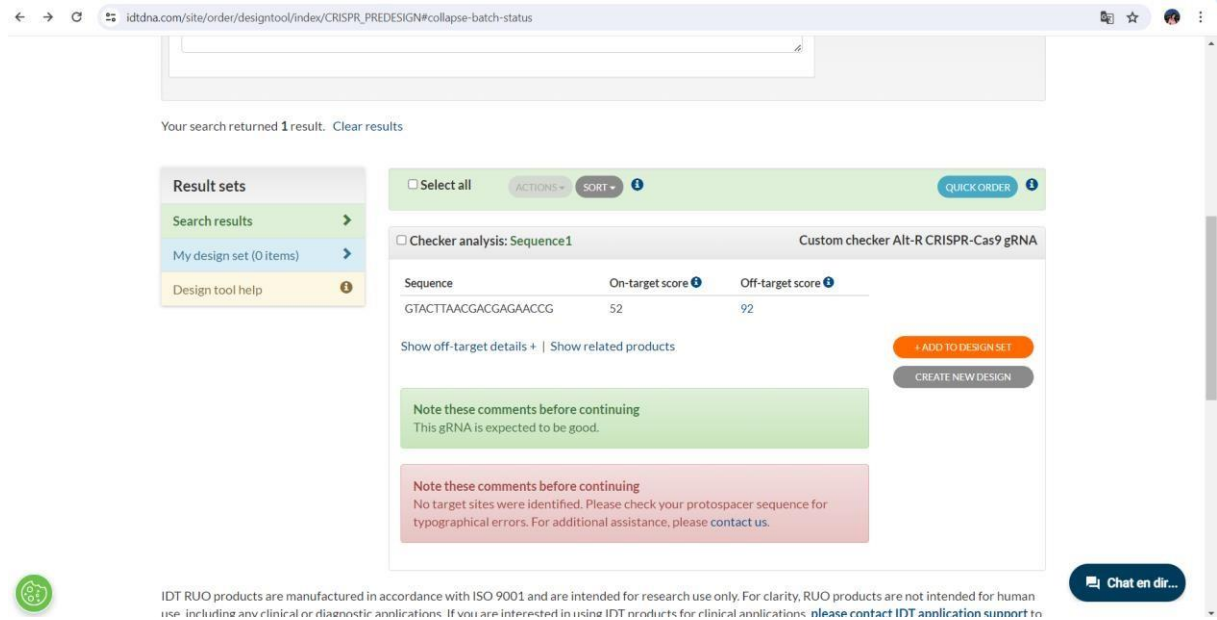 idtdna.com/site/order/designtool/index/CRISPR_PREDESIGN#collapse-batch-status
Your search returned 1 result. Clear results
Result sets
Search results
My design set (0 items)
Design tool help
Select all ACTIONS SORT QUICK ORDER
Checker analysis: Sequence1 Custom checker Alt-R CRISPR-Cas9 gRNA
Sequence On-target score Off-target score
GTACTTAACGACGAGAACCG 52 92
Show off-target details + | Show related products
+ ADD TO DESIGN SET
CREATE NEW DESIGN
Note these comments before continuing
This gRNA is expected to be good.
Note these comments before continuing
No target sites were identified. Please check your protospacer sequence for
typographical errors. For additional assistance, please contact us.
Chat en dir...
IDT RUO products are manufactured in accordance with ISO 9001 and are intended for research use only. For clarity, RUO products are not intended for human
use, including any clinical or diagnostic applications. If you are interested in using IDT products for clinical applications, please contact IDT application support to